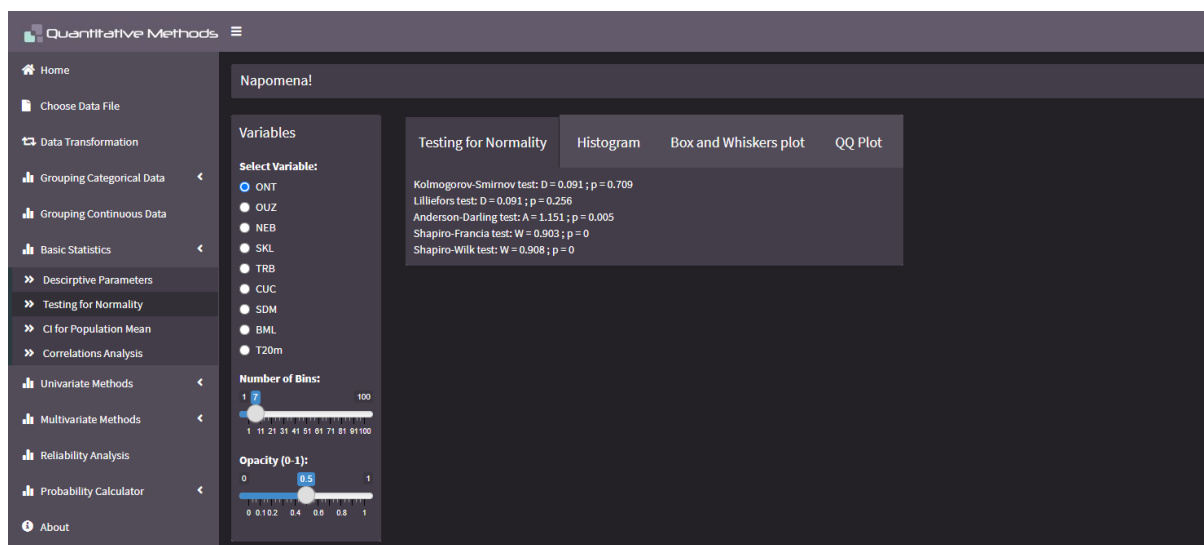 Quantitative Methods
Home
Choose Data File
Data Transformation
Grouping Categorical Data
Grouping Continuous Data
Basic Statistics
Descirptive Parameters
Testing for Normality
CI for Population Mean
Correlations Analysis
Univariate Methods
Multivariate Methods
Reliability Analysis
Probability Calculator
About
Napomena!
Variables
Select Variable:
ONT
OUZ
NEB
SKL
TRB
CUC
SDM
BML
T20m
Number of Bins:
1 7 100
1 11 21 31 41 51 61 71 81 91100
Opacity (0-1):
0 0.5 1
0 0.1 0.2 0.4 0.6 0.8 1
Testing for Normality Histogram Box and Whiskers plot QQ Plot
Kolmogorov-Smirnov test: D = 0.091 ; p = 0.709
Lilliefors test: D = 0.091 ; p = 0.256
Anderson-Darling test: A = 1.151 ; p = 0.005
Shapiro-Francia test: W = 0.903 ; p = 0
Shapiro-Wilk test: W = 0.908 ; p = 0